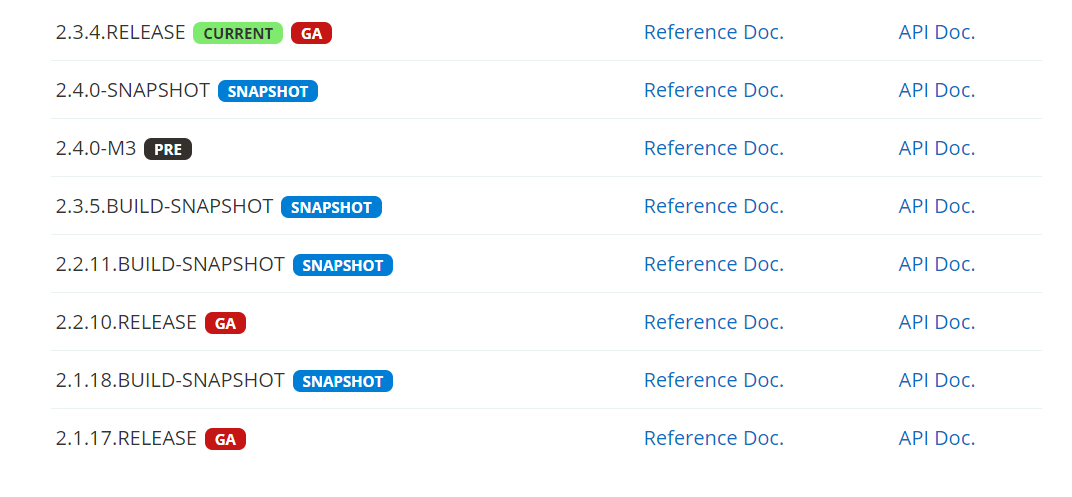 2.3.4.RELEASE CURRENT GA Reference Doc. API Doc.
2.4.0-SNAPSHOT SNAPSHOT Reference Doc. API Doc.
2.4.0-M3 PRE Reference Doc. API Doc.
2.3.5.BUILD-SNAPSHOT SNAPSHOT Reference Doc. API Doc.
2.2.11.BUILD-SNAPSHOT SNAPSHOT Reference Doc. API Doc.
2.2.10.RELEASE GA Reference Doc. API Doc.
2.1.18.BUILD-SNAPSHOT SNAPSHOT Reference Doc. API Doc.
2.1.17.RELEASE GA Reference Doc. API Doc.